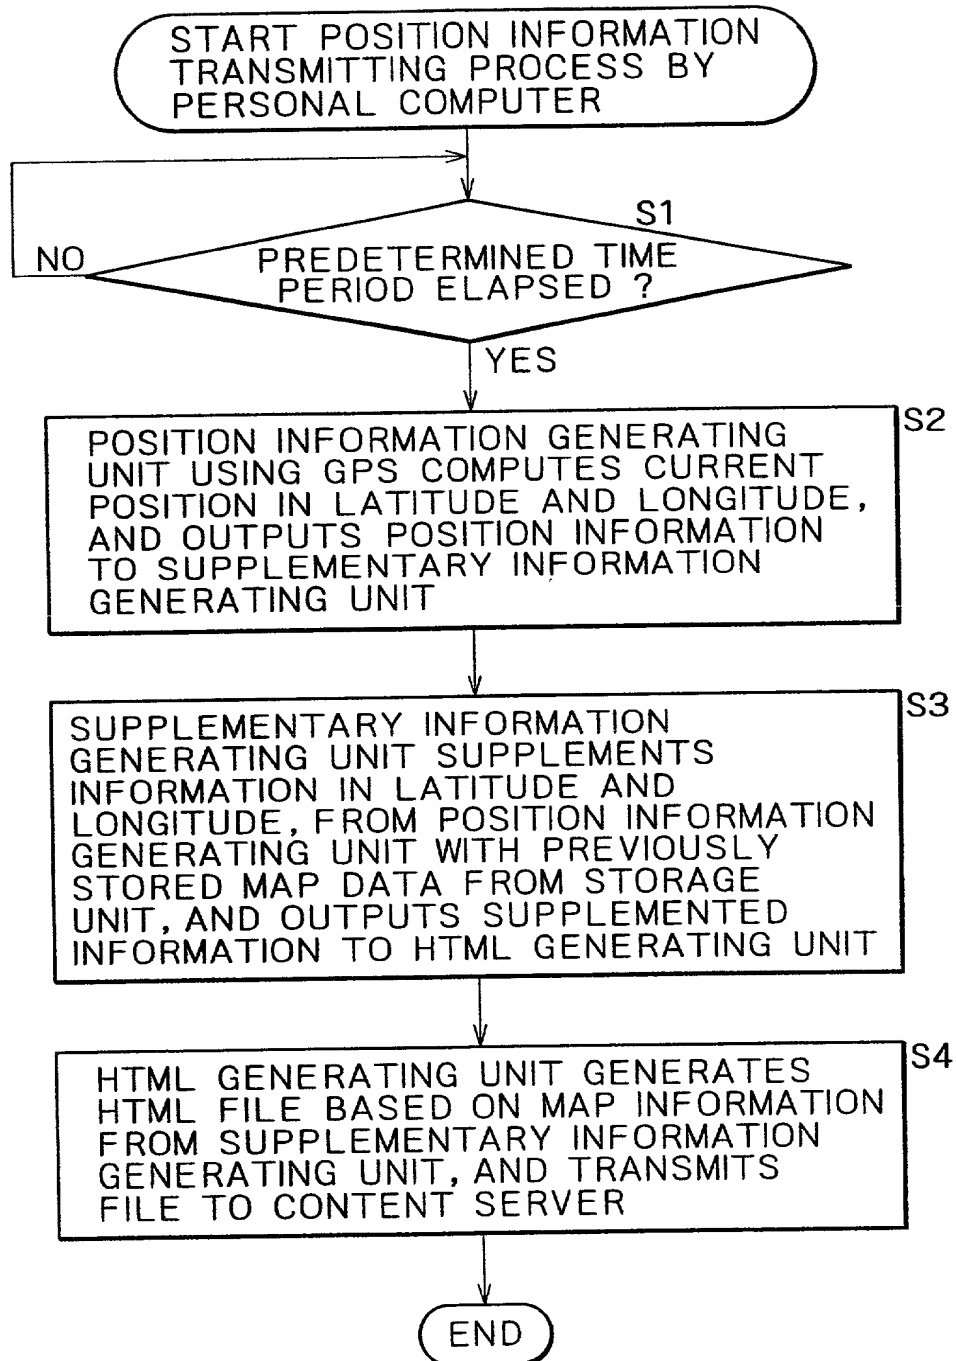 START POSITION INFORMATION
TRANSMITTING PROCESS BY
PERSONAL COMPUTER
S1
NO
PREDETERMINED TIME
PERIOD ELAPSED ?
YES
S2
POSITION INFORMATION GENERATING
UNIT USING GPS COMPUTES CURRENT
POSITION IN LATITUDE AND LONGITUDE,
AND OUTPUTS POSITION INFORMATION
TO SUPPLEMENTARY INFORMATION
GENERATING UNIT
S3
SUPPLEMENTARY INFORMATION
GENERATING UNIT SUPPLEMENTS
INFORMATION IN LATITUDE AND
LONGITUDE, FROM POSITION INFORMATION
GENERATING UNIT WITH PREVIOUSLY
STORED MAP DATA FROM STORAGE
UNIT, AND OUTPUTS SUPPLEMENTED
INFORMATION TO HTML GENERATING UNIT
S4
HTML GENERATING UNIT GENERATES
HTML FILE BASED ON MAP INFORMATION
FROM SUPPLEMENTARY INFORMATION
GENERATING UNIT, AND TRANSMITS
FILE TO CONTENT SERVER
END